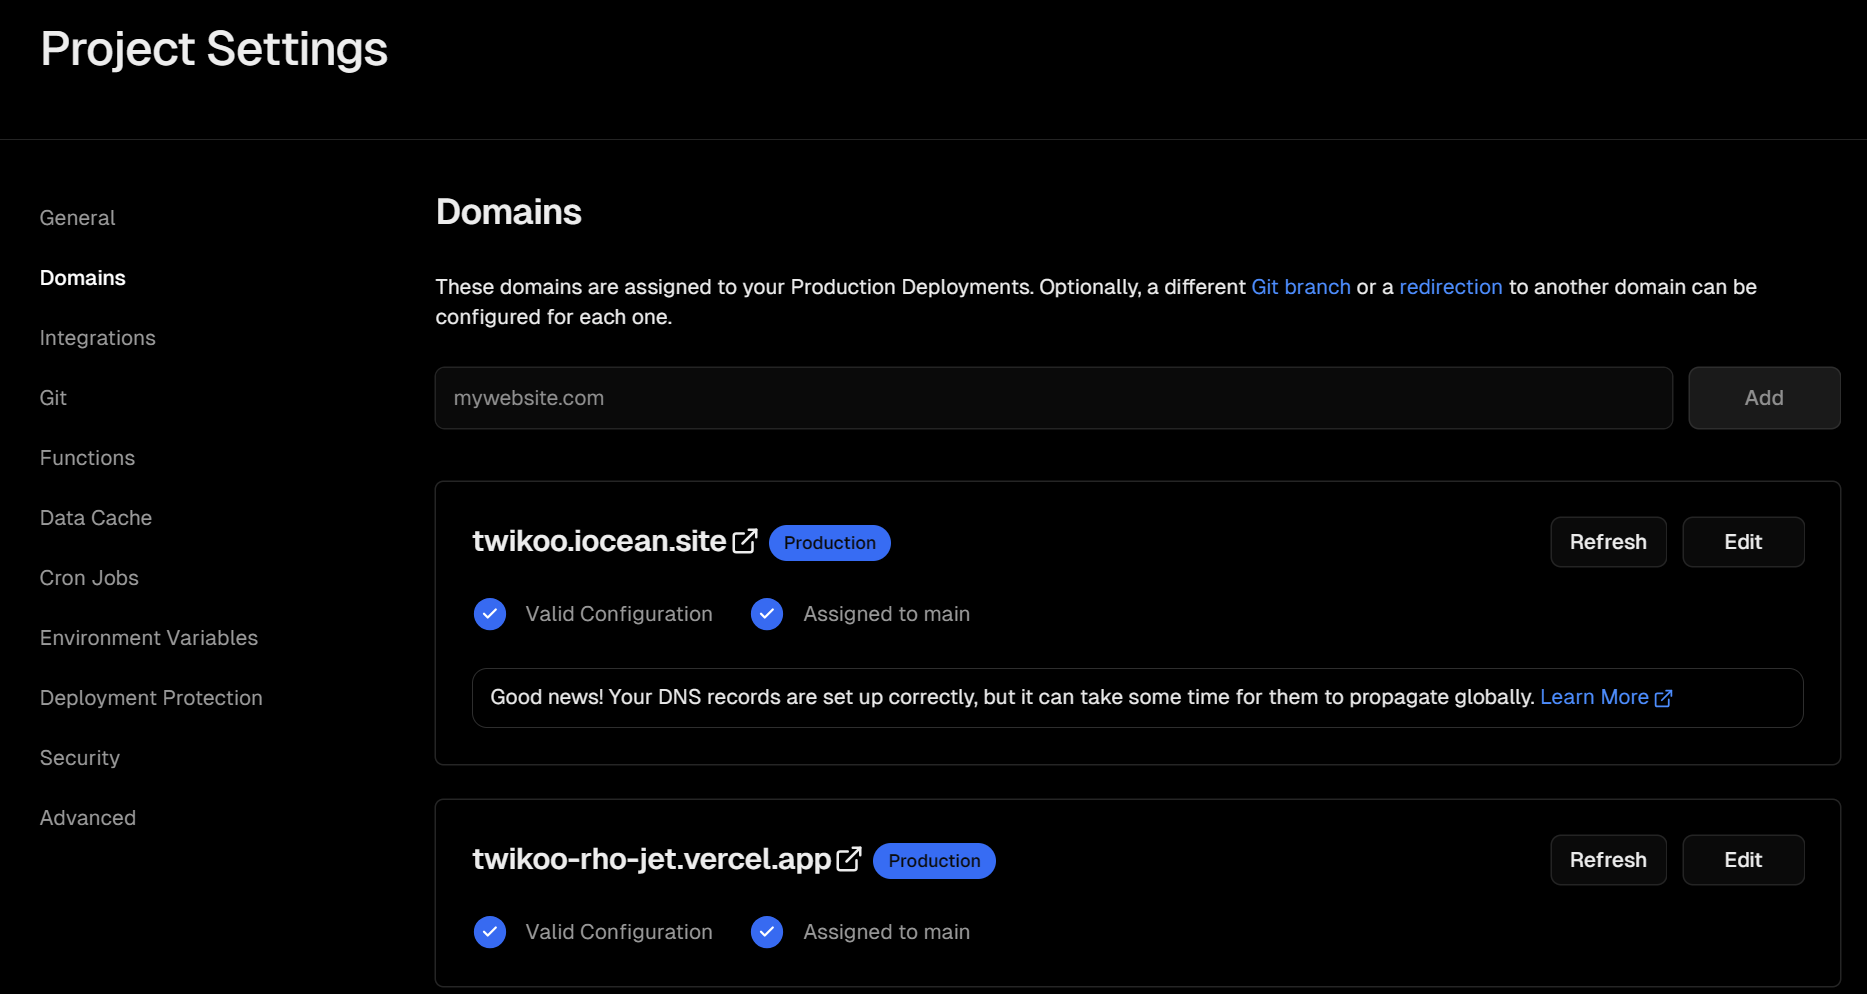 Project Settings
General
Domains
Integrations
Git
Functions
Data Cache
Cron Jobs
Environment Variables
Deployment Protection
Security
Advanced
Domains
These domains are assigned to your Production Deployments. Optionally, a different Git branch or a redirection to another domain can be
configured for each one.
mywebsite.com
Add
twikoo.iocean.site
Production
Refresh
Edit
Valid Configuration
Assigned to main
Good news! Your DNS records are set up correctly, but it can take some time for them to propagate globally. Learn More
twikoo-rho-jet.vercel.app
Production
Refresh
Edit
Valid Configuration
Assigned to main